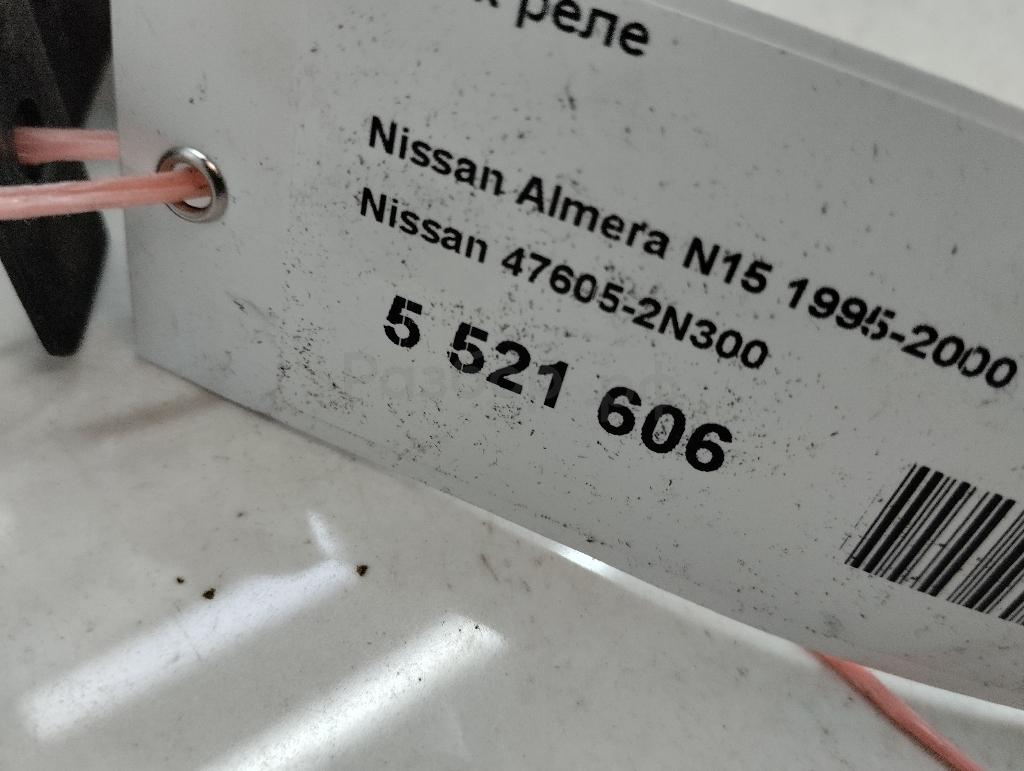 реле
Nissan Almera N15 1995-2000
Nissan 47605-2N300
5 521 606